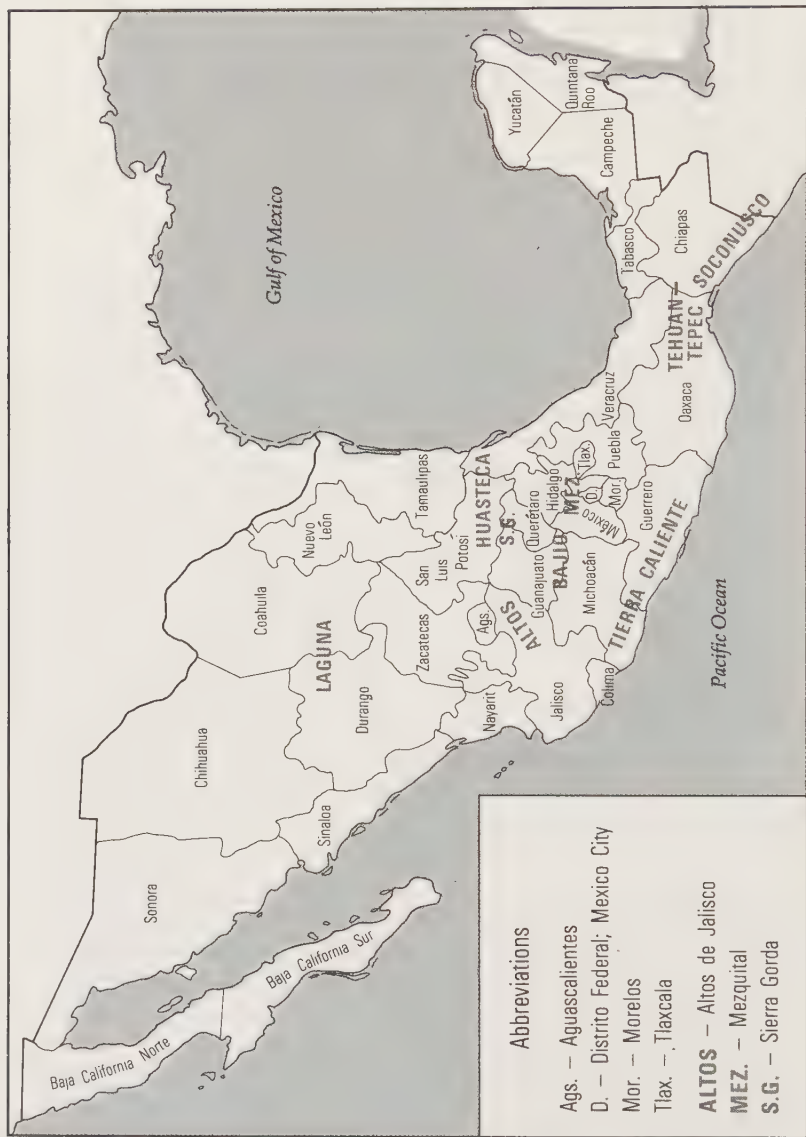 Gulf of Mexico
Pacific Ocean
Baja California Norte
Baja California Sur
Sonora
Chihuahua
Coahuila
Nuevo
León
Tamaulipas
LAGUNA
Sinaloa
Durango
Zacatecas
San
Luis
Potosí
HUASTECA
S.G.
Nayarit
Ags.
ALTOS
Jalisco
Guanajuato
Querétaro
BAJIO
Hidalgo
MEZ.
Tlax.
Colima
Michoacán
México
D.
Mor.
Puebla
Veracruz
TIERRA CALIENTE
Guerrero
Oaxaca
TEHUAN-
TEPEC
Tabasco
Chiapas
SOCONUSCO
Campeche
Yucatán
Quintana
Roo
Abbreviations
Ags. – Aguascalientes
D. – Distrito Federal; Mexico City
Mor. – Morelos
Tlax. – Tlaxcala
ALTOS – Altos de Jalisco
MEZ. – Mezquital
S.G. – Sierra Gorda